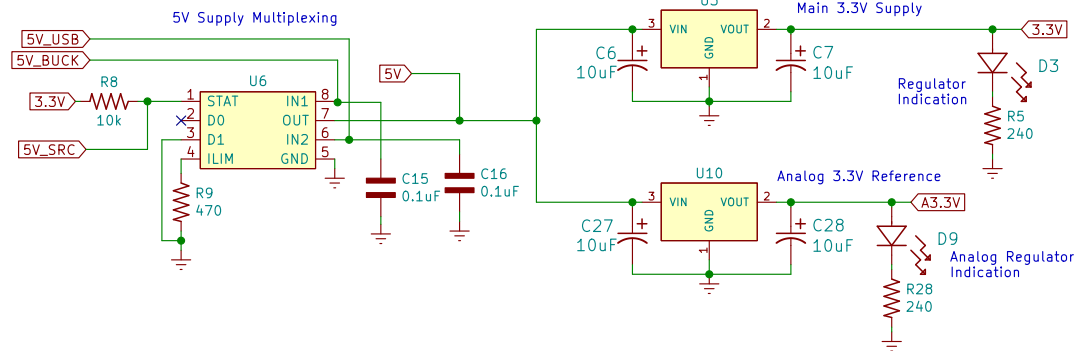 5V Supply Multiplexing
5V_USB
5V_BUCK
R8
10k
3.3V
5V_SRC
U6
1 STAT IN1 8
2 D0 OUT 7
3 D1 IN2 6
4 ILIM GND 5
R9
470
5V
C15
0.1uF
C16
0.1uF
Main 3.3V Supply
3 VIN VOUT 2
GND
1
C6
10uF
C7
10uF
3.3V
D3
Regulator
Indication
R5
240
U10
Analog 3.3V Reference
3 VIN VOUT 2
GND
1
C27
10uF
C28
10uF
A3.3V
D9
Analog Regulator
Indication
R28
240